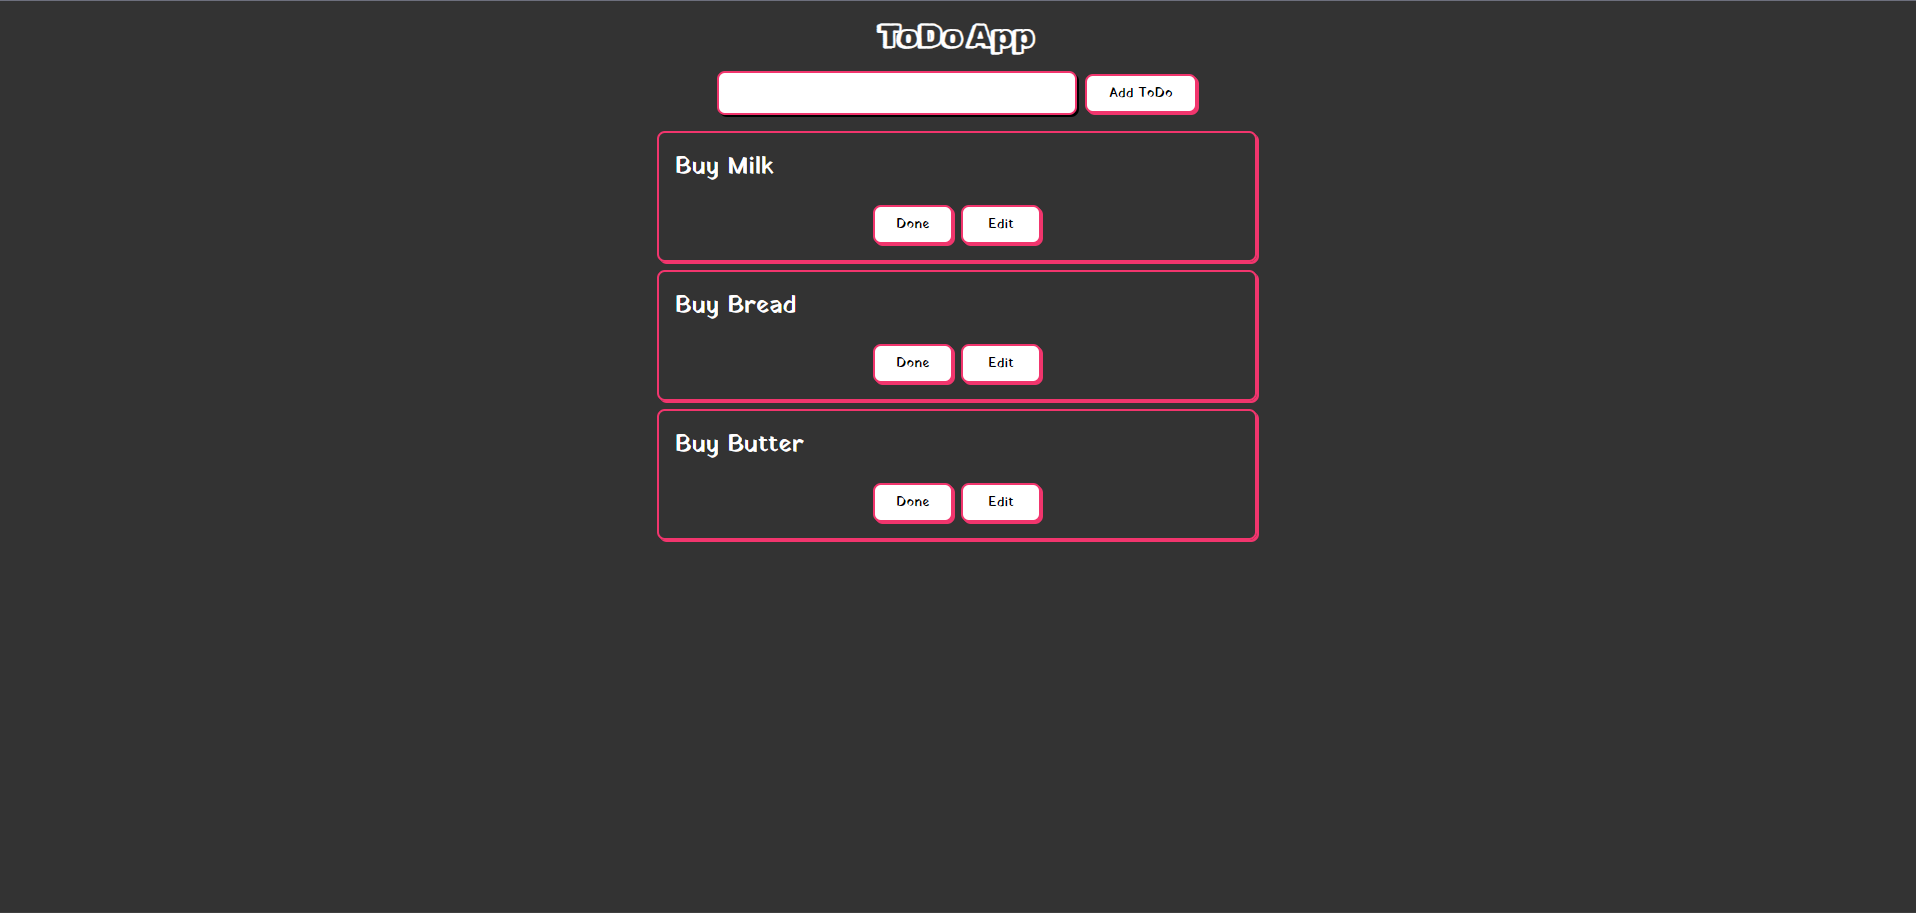 ToDo App
Add ToDo
Buy Milk
Done Edit
Buy Bread
Done Edit
Buy Butter
Done Edit